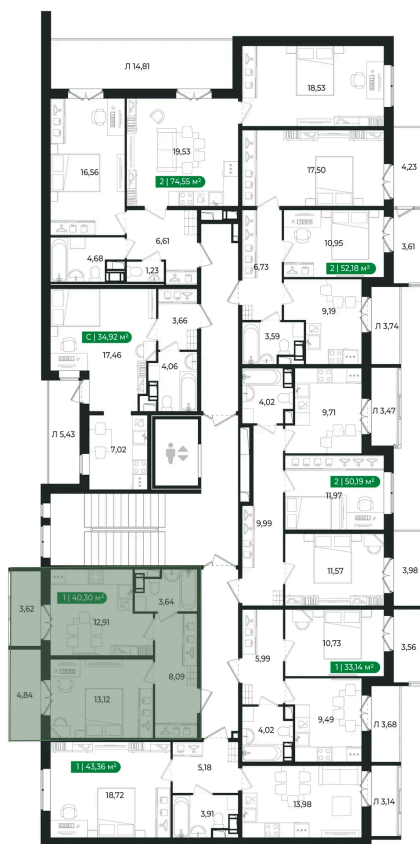 Л 14,81
18,53
19,53
2 | 74,55 м²
16,56
17,50
4,23
6,61
4,68
1,23
6,73
10,95
2 | 52,18 м²
3,61
3,66
С | 34,92 м²
17,46
4,06
3,59
9,19
Л 3,74
Л 5,43
7,02
4,02
9,71
Л 3,47
2 | 50,19 м²
11,97
9,99
11,57
3,98
3,62
1 | 40,30 м²
12,91
3,64
8,09
4,84
13,12
5,99
10,73
1 | 33,14 м²
3,56
4,02
9,49
Л 3,68
1 | 43,36 м²
18,72
5,18
3,91
13,98
Л 3,14